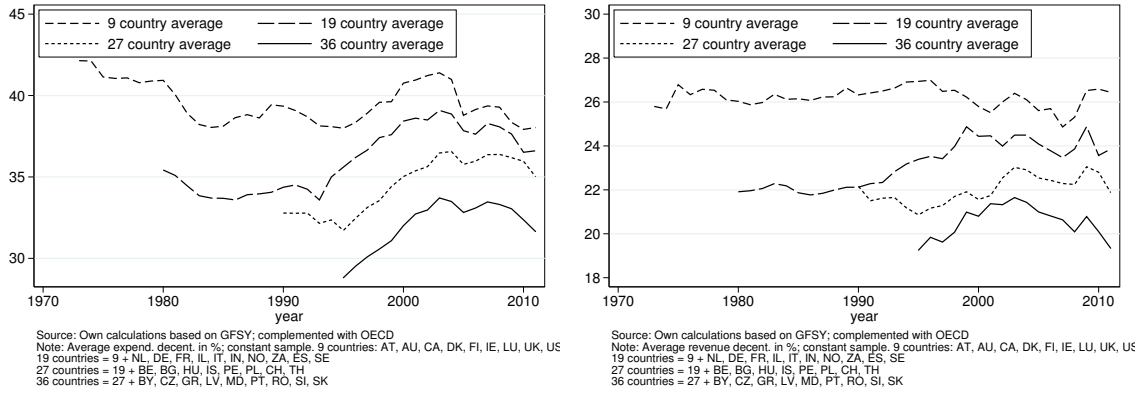 45
40
35
30
1970
1980
1990
2000
2010
year
9 country average
19 country average
27 country average
36 country average
Source: Own calculations based on GFSY; complemented with OECD
Note: Average expend. decent. in %; constant sample. 9 countries: AT, AU, CA, DK, FI, IE, LU, UK, US
19 countries = 9 + NL, DE, FR, IL, IT, IN, NO, ZA, ES, SE
27 countries = 19 + BE, BG, HU, IS, PE, PL, CH, TH
36 countries = 27 + BY, CZ, GR, LV, MD, PT, RO, SI, SK
30
28
26
24
22
20
18
1970
1980
1990
2000
2010
year
9 country average
19 country average
27 country average
36 country average
Source: Own calculations based on GFSY; complemented with OECD
Note: Average revenue decent. in %; constant sample. 9 countries: AT, AU, CA, DK, FI, IE, LU, UK, US
19 countries = 9 + NL, DE, FR, IL, IT, IN, NO, ZA, ES, SE
27 countries = 19 + BE, BG, HU, IS, PE, PL, CH, TH
36 countries = 27 + BY, CZ, GR, LV, MD, PT, RO, SI, SK